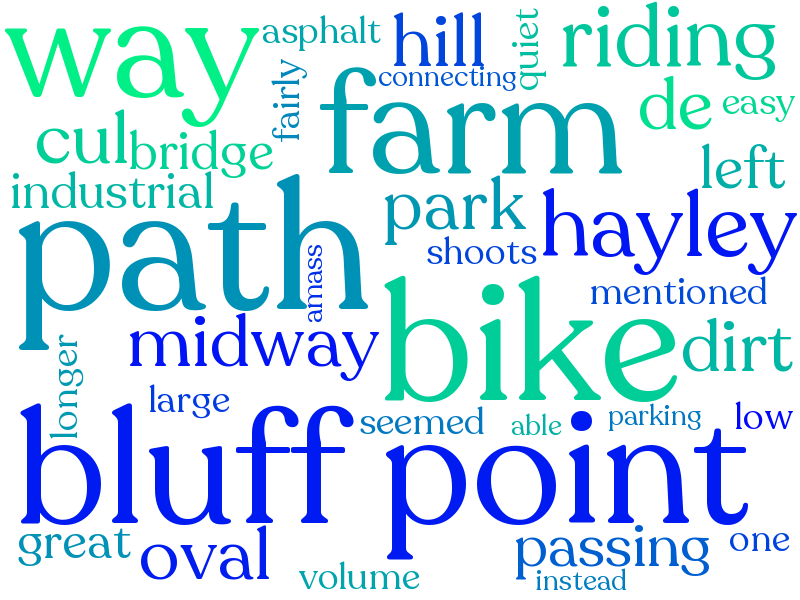 way
asphalt
hill
quiet
riding
connecting
fairly
farm
de
easy
cul
bridge
left
industrial
park
hayley
path
shoots
amass
mentioned
midway
bike
dirt
longer
large
seemed
able
parking
low
bluff point
great
oval
passing
one
volume
instead